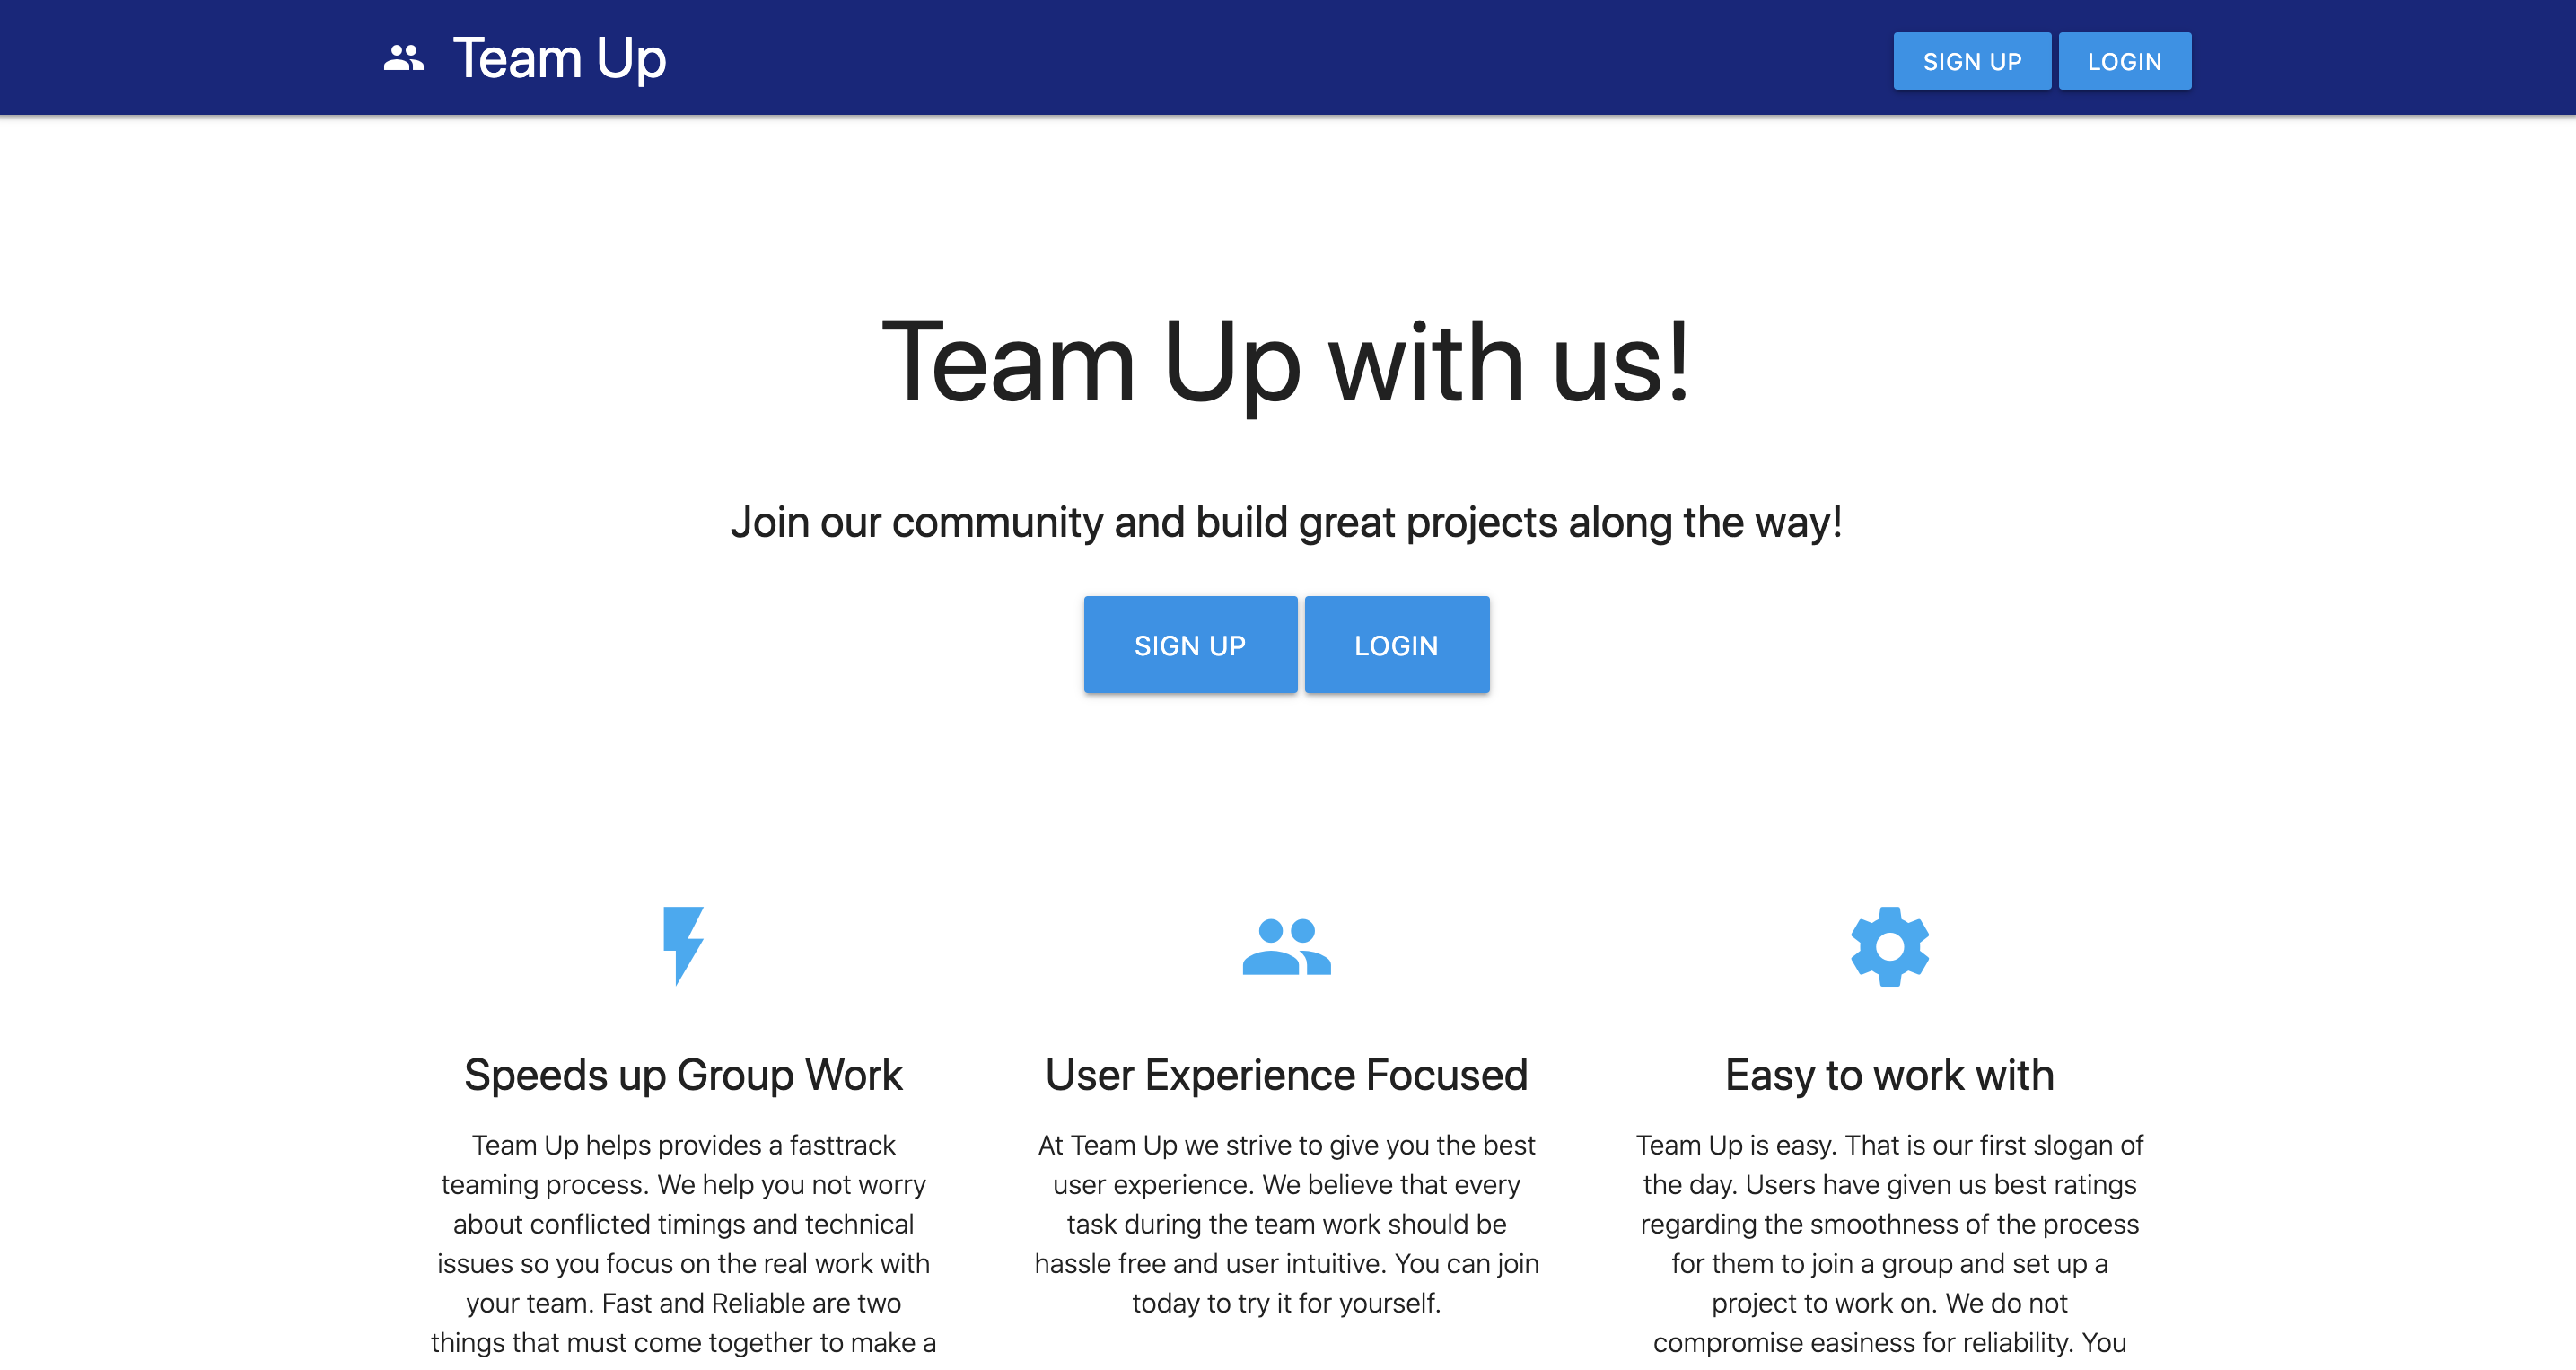 Team Up
SIGN UP
LOGIN
Team Up with us!
Join our community and build great projects along the way!
SIGN UP
LOGIN
Speeds up Group Work
Team Up helps provides a fasttrack
teaming process. We help you not worry
about conflicted timings and technical
issues so you focus on the real work with
your team. Fast and Reliable are two
things that must come together to make a
User Experience Focused
At Team Up we strive to give you the best
user experience. We believe that every
task during the team work should be
hassle free and user intuitive. You can join
today to try it for yourself.
Easy to work with
Team Up is easy. That is our first slogan of
the day. Users have given us best ratings
regarding the smoothness of the process
for them to join a group and set up a
project to work on. We do not
compromise easiness for reliability. You